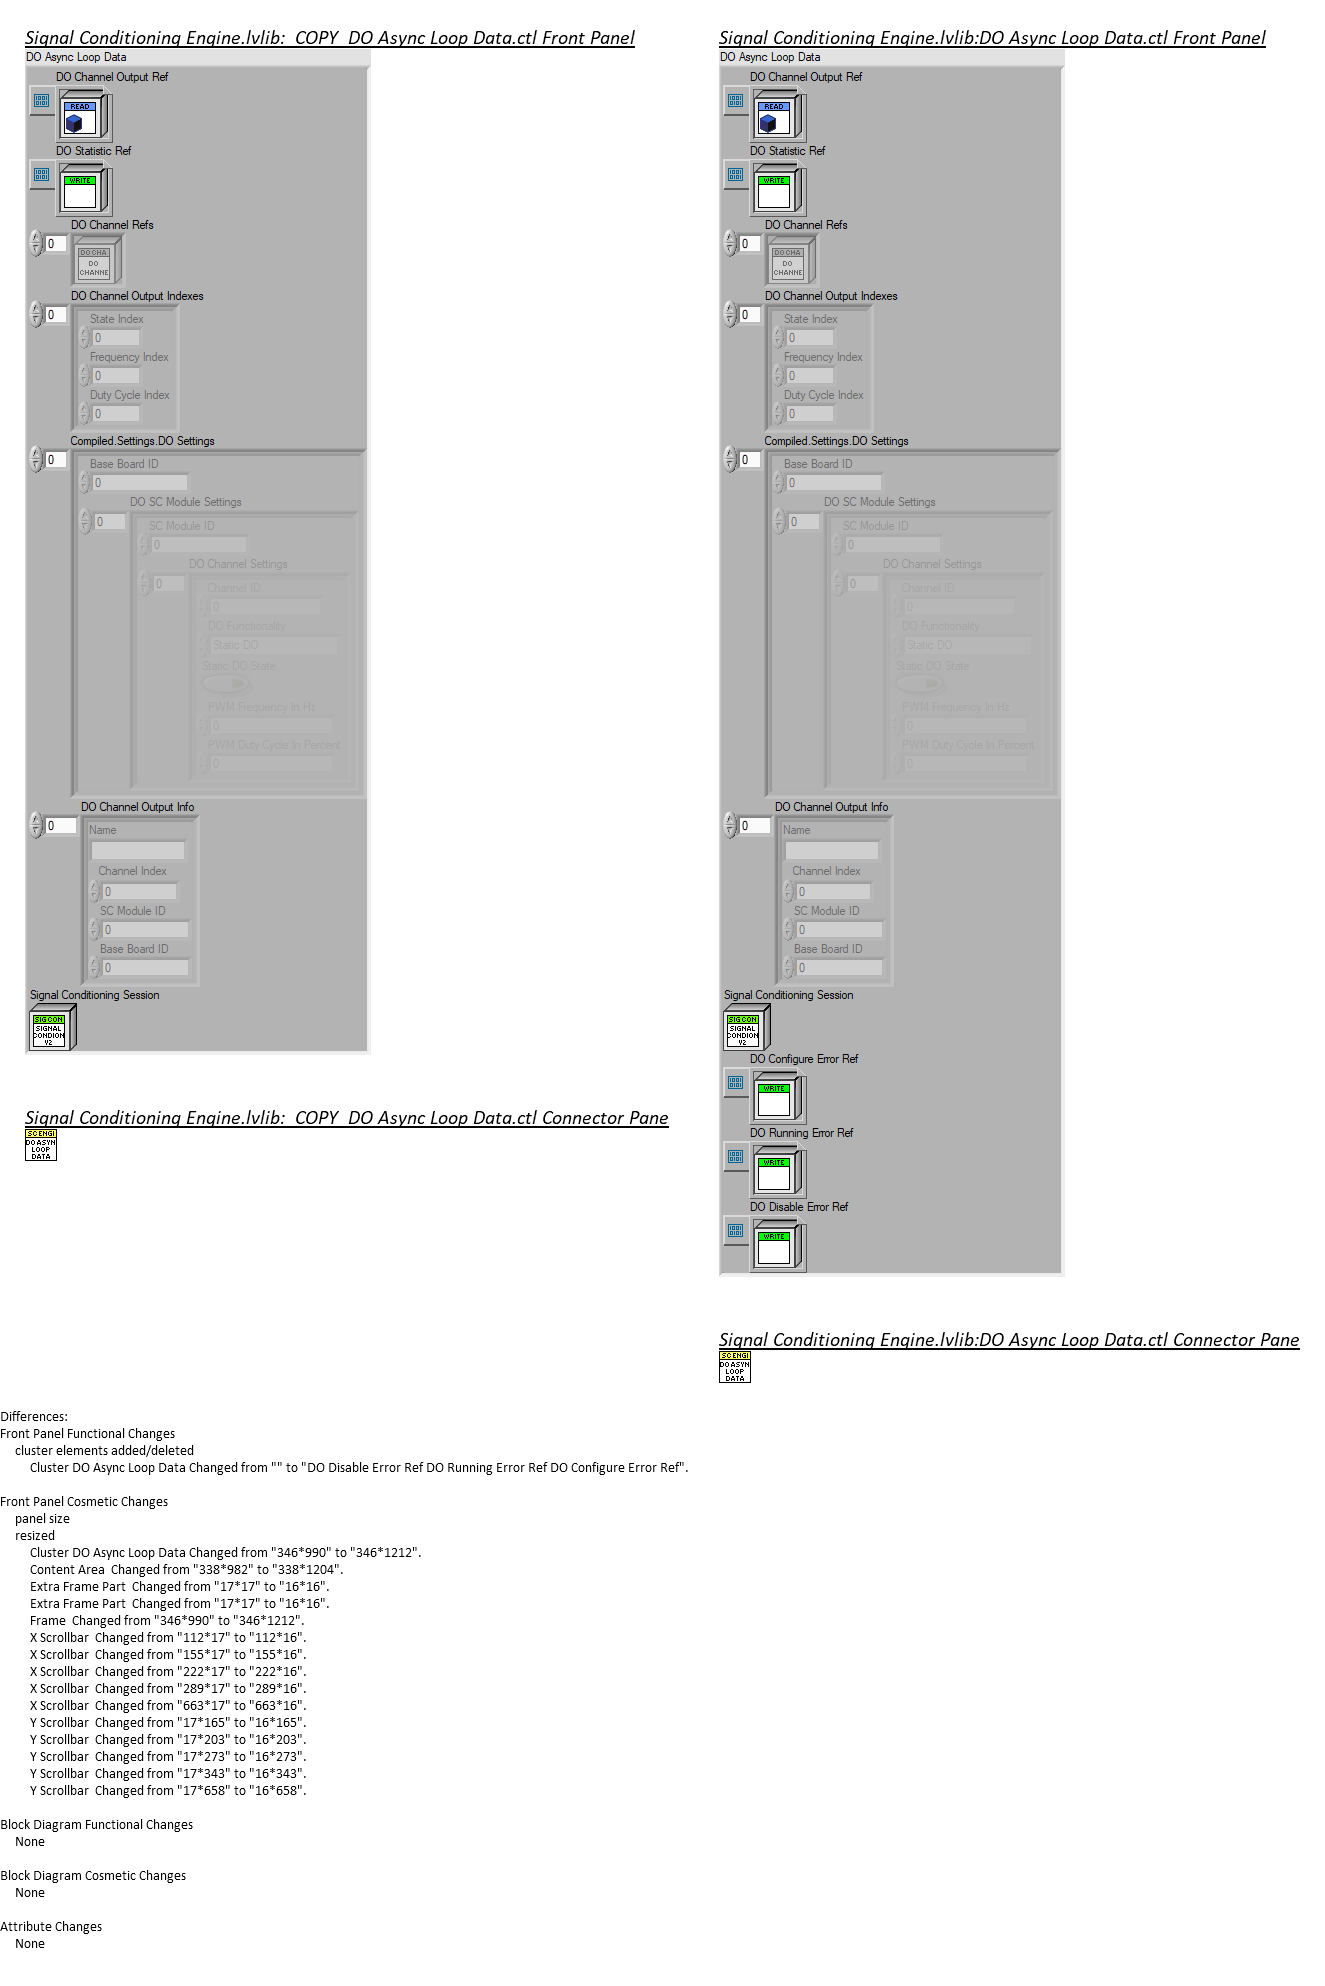 Signal Conditioning Engine.lvlib:_COPY_DO Async Loop Data.ctl Front Panel
DO Async Loop Data
DO Channel Output Ref
READ
DO Statistic Ref
WRITE
DO Channel Refs
0
DO CHA
DO
CHANNE
DO Channel Output Indexes
0
State Index
0
Frequency Index
0
Duty Cycle Index
0
Compiled.Settings.DO Settings
0
Base Board ID
0
DO SC Module Settings
0
SC Module ID
0
DO Channel Settings
0
Channel ID
0
DO Functionality
Static DO
Static DO State
PWM Frequency In Hz
0
PWM Duty Cycle In Percent
0
DO Channel Output Info
0
Name
Channel Index
0
SC Module ID
0
Base Board ID
0
Signal Conditioning Session
SIG CON
SIGNAL
CONDION
V2
Signal Conditioning Engine.lvlib:_COPY_DO Async Loop Data.ctl Connector Pane
SC ENGI
DO ASYN
LOOP
DATA
Signal Conditioning Engine.lvlib:DO Async Loop Data.ctl Front Panel
DO Async Loop Data
DO Channel Output Ref
READ
DO Statistic Ref
WRITE
DO Channel Refs
0
DO CHA
DO
CHANNE
DO Channel Output Indexes
0
State Index
0
Frequency Index
0
Duty Cycle Index
0
Compiled.Settings.DO Settings
0
Base Board ID
0
DO SC Module Settings
0
SC Module ID
0
DO Channel Settings
0
Channel ID
0
DO Functionality
Static DO
Static DO State
PWM Frequency In Hz
0
PWM Duty Cycle In Percent
0
DO Channel Output Info
0
Name
Channel Index
0
SC Module ID
0
Base Board ID
0
Signal Conditioning Session
SIG CON
SIGNAL
CONDION
V2
DO Configure Error Ref
WRITE
DO Running Error Ref
WRITE
DO Disable Error Ref
WRITE
Signal Conditioning Engine.lvlib:DO Async Loop Data.ctl Connector Pane
SC ENGI
DO ASYN
LOOP
DATA
Differences:
Front Panel Functional Changes
cluster elements added/deleted
Cluster DO Async Loop Data Changed from "" to "DO Disable Error Ref DO Running Error Ref DO Configure Error Ref".
Front Panel Cosmetic Changes
panel size
resized
Cluster DO Async Loop Data Changed from "346*990" to "346*1212".
Content Area  Changed from "338*982" to "338*1204".
Extra Frame Part  Changed from "17*17" to "16*16".
Extra Frame Part  Changed from "17*17" to "16*16".
Frame  Changed from "346*990" to "346*1212".
X Scrollbar  Changed from "112*17" to "112*16".
X Scrollbar  Changed from "155*17" to "155*16".
X Scrollbar  Changed from "222*17" to "222*16".
X Scrollbar  Changed from "289*17" to "289*16".
X Scrollbar  Changed from "663*17" to "663*16".
Y Scrollbar  Changed from "17*165" to "16*165".
Y Scrollbar  Changed from "17*203" to "16*203".
Y Scrollbar  Changed from "17*273" to "16*273".
Y Scrollbar  Changed from "17*343" to "16*343".
Y Scrollbar  Changed from "17*658" to "16*658".
Block Diagram Functional Changes
None
Block Diagram Cosmetic Changes
None
Attribute Changes
None